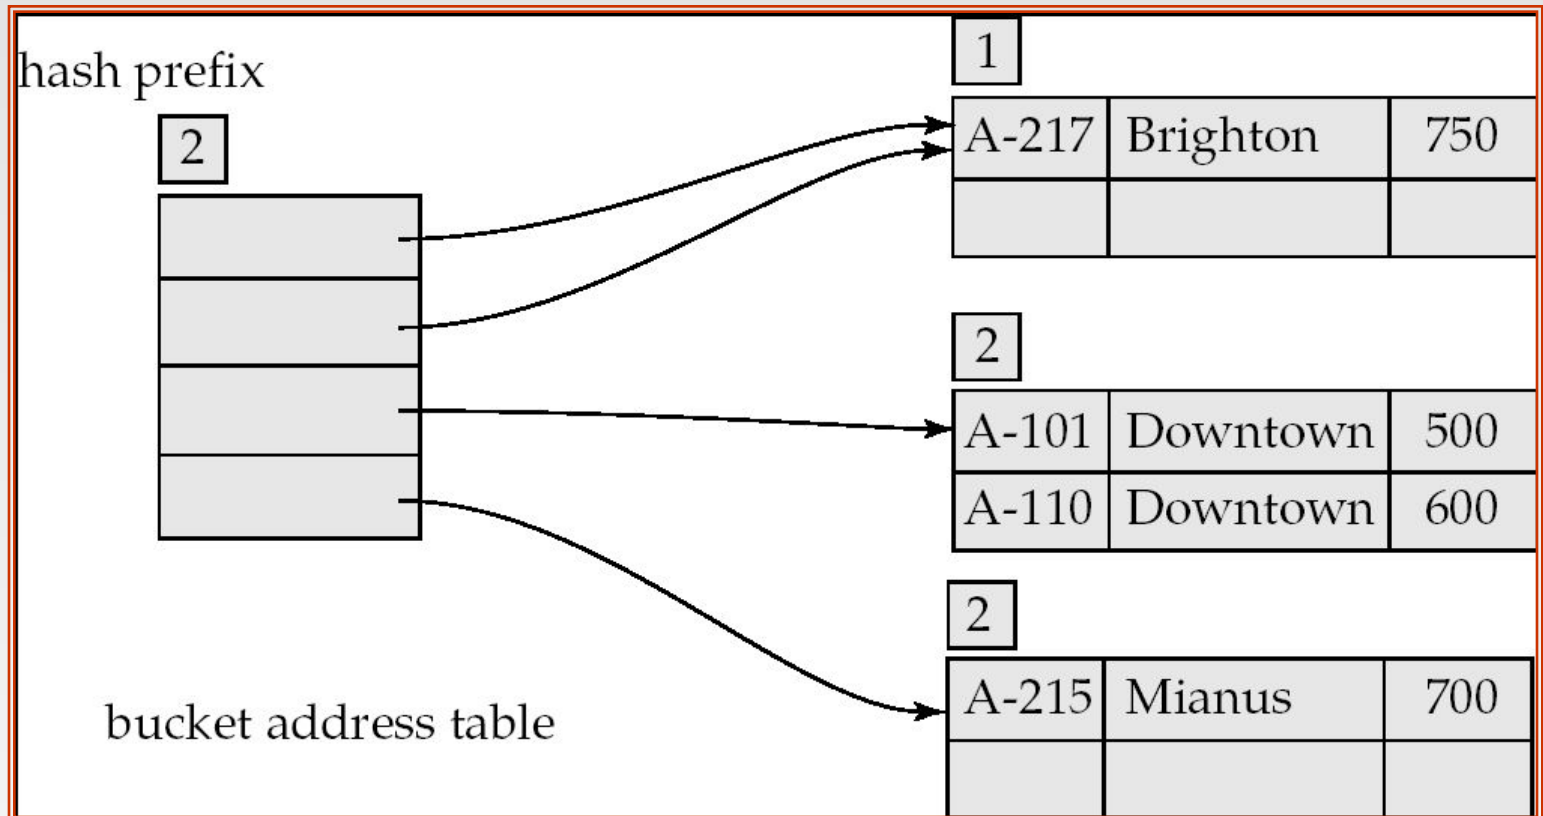 hash prefix
2
bucket address table
1
A-217 Brighton 750
2
A-101 Downtown 500
A-110 Downtown 600
2
A-215 Mianus 700